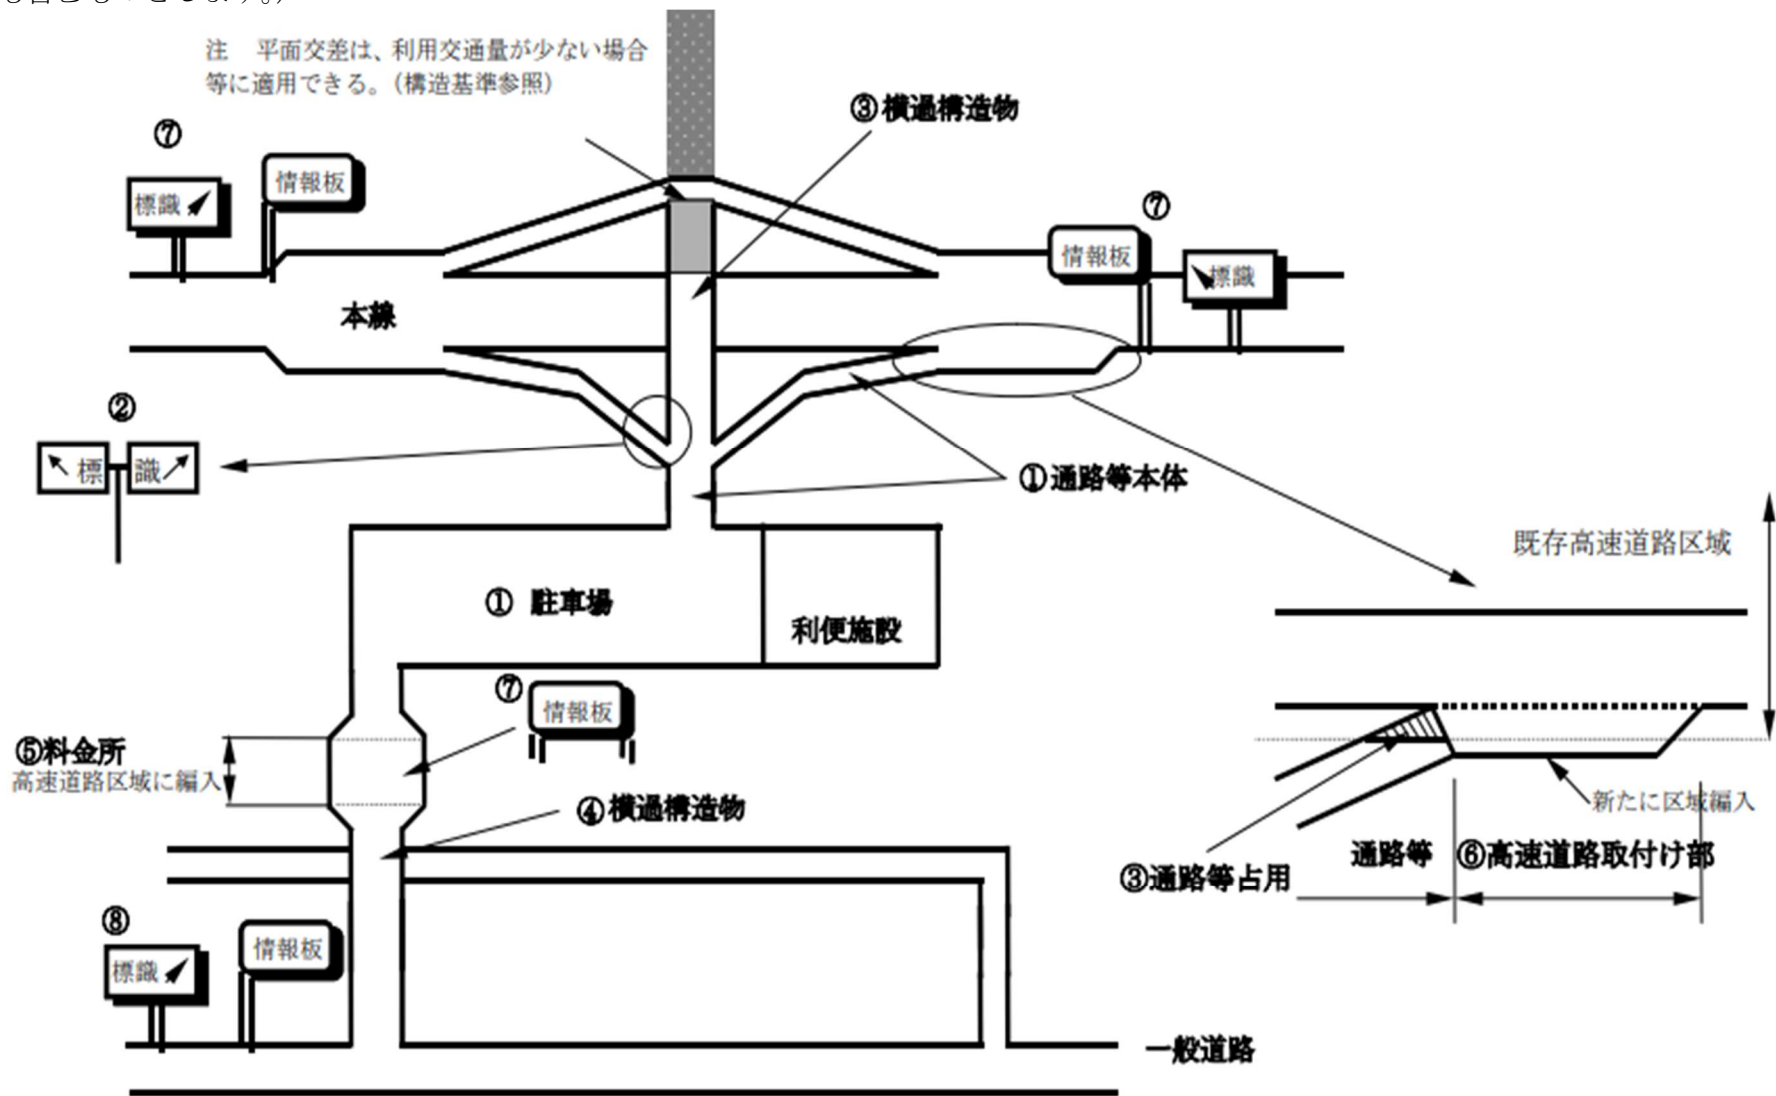 注　平面交差は、利用交通量が少ない場合
等に適用できる。（構造基準参照）
③横過構造物
⑦
標識
情報板
⑦
情報板
標識
本線
②
標
識
①通路等本体
既存高速道路区域
①　駐車場
利便施設
⑦
情報板
⑤料金所
高速道路区域に編入
④横過構造物
新たに区域編入
通路等
⑥高速道路取付け部
③通路等占用
⑧
標識
情報板
一般道路